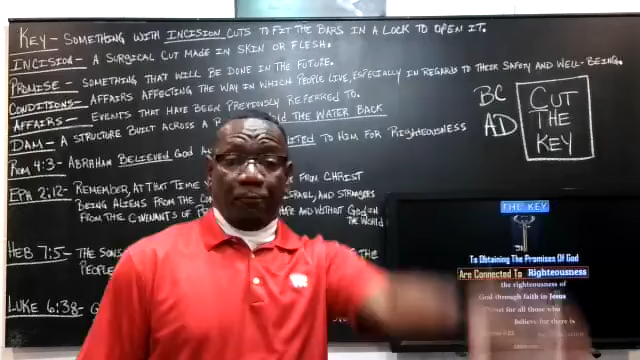 KEY - SOMETHING WITH INCISION CUTS TO FIT THE BARS IN A LOCK TO OPEN IT.
INCISION - A SURGICAL CUT MADE IN SKIN OR FLESH.
PROMISE - SOMETHING THAT WILL BE DONE IN THE FUTURE.
CONDITIONS - AFFAIRS AFFECTING THE WAY IN WHICH PEOPLE LIVE, ESPECIALLY IN REGARDS TO THEIR SAFETY AND WELL-BEING.
AFFAIRS - EVENTS THAT HAVE BEEN PREVIOUSLY REFERRED TO.
DAM - A STRUCTURE BUILT ACROSS A THE WATER BACK
ROM 4:3 - ABRAHAM BELIEVED GOD TO HIM FOR RIGHTEOUSNESS
EPH 2:12 - REMEMBER, AT THAT TIME FROM CHRIST
BEING ALIENS FROM THE ISRAEL, AND STRANGERS
FROM THE COVENANTS OF AND WITHOUT GOD IN THE WORLD
HEB 7:5 - THE SONS THE
PEOPLE
LUKE 6:38 -
BC
AD
CUT
THE
KEY
THE KEY
To Obtaining The Promises Of God
Are Connected To Righteousness
the righteousness of
God through faith in Jesus
for all those who
Believe for there is